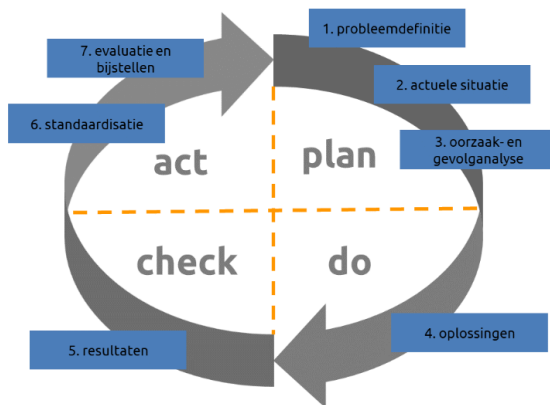 1. probleemdefinitie
2. actuele situatie
3. oorzaak- en
gevolganalyse
4. oplossingen
5. resultaten
6. standaardisatie
7. evaluatie en
bijstellen
act
plan
check
do